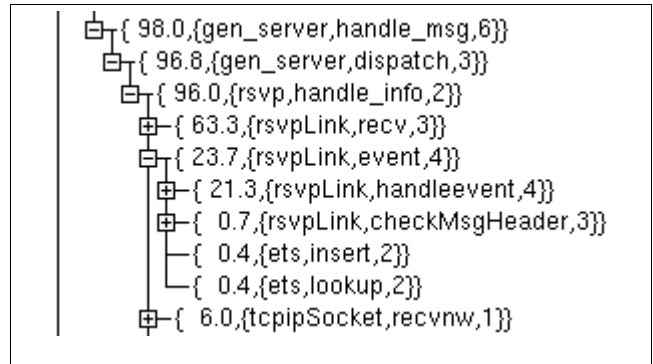 { 98.0,{gen_server,handle_msg,6}}
{ 96.8,{gen_server,dispatch,3}}
{ 96.0,{rsvp,handle_info,2}}
{ 63.3,{rsvpLink,recv,3}}
{ 23.7,{rsvpLink,event,4}}
{ 21.3,{rsvpLink,handleevent,4}}
{ 0.7,{rsvpLink,checkMsgHeader,3}}
{ 0.4,{ets,insert,2}}
{ 0.4,{ets,lookup,2}}
{ 6.0,{tcpipSocket,recvnw,1}}